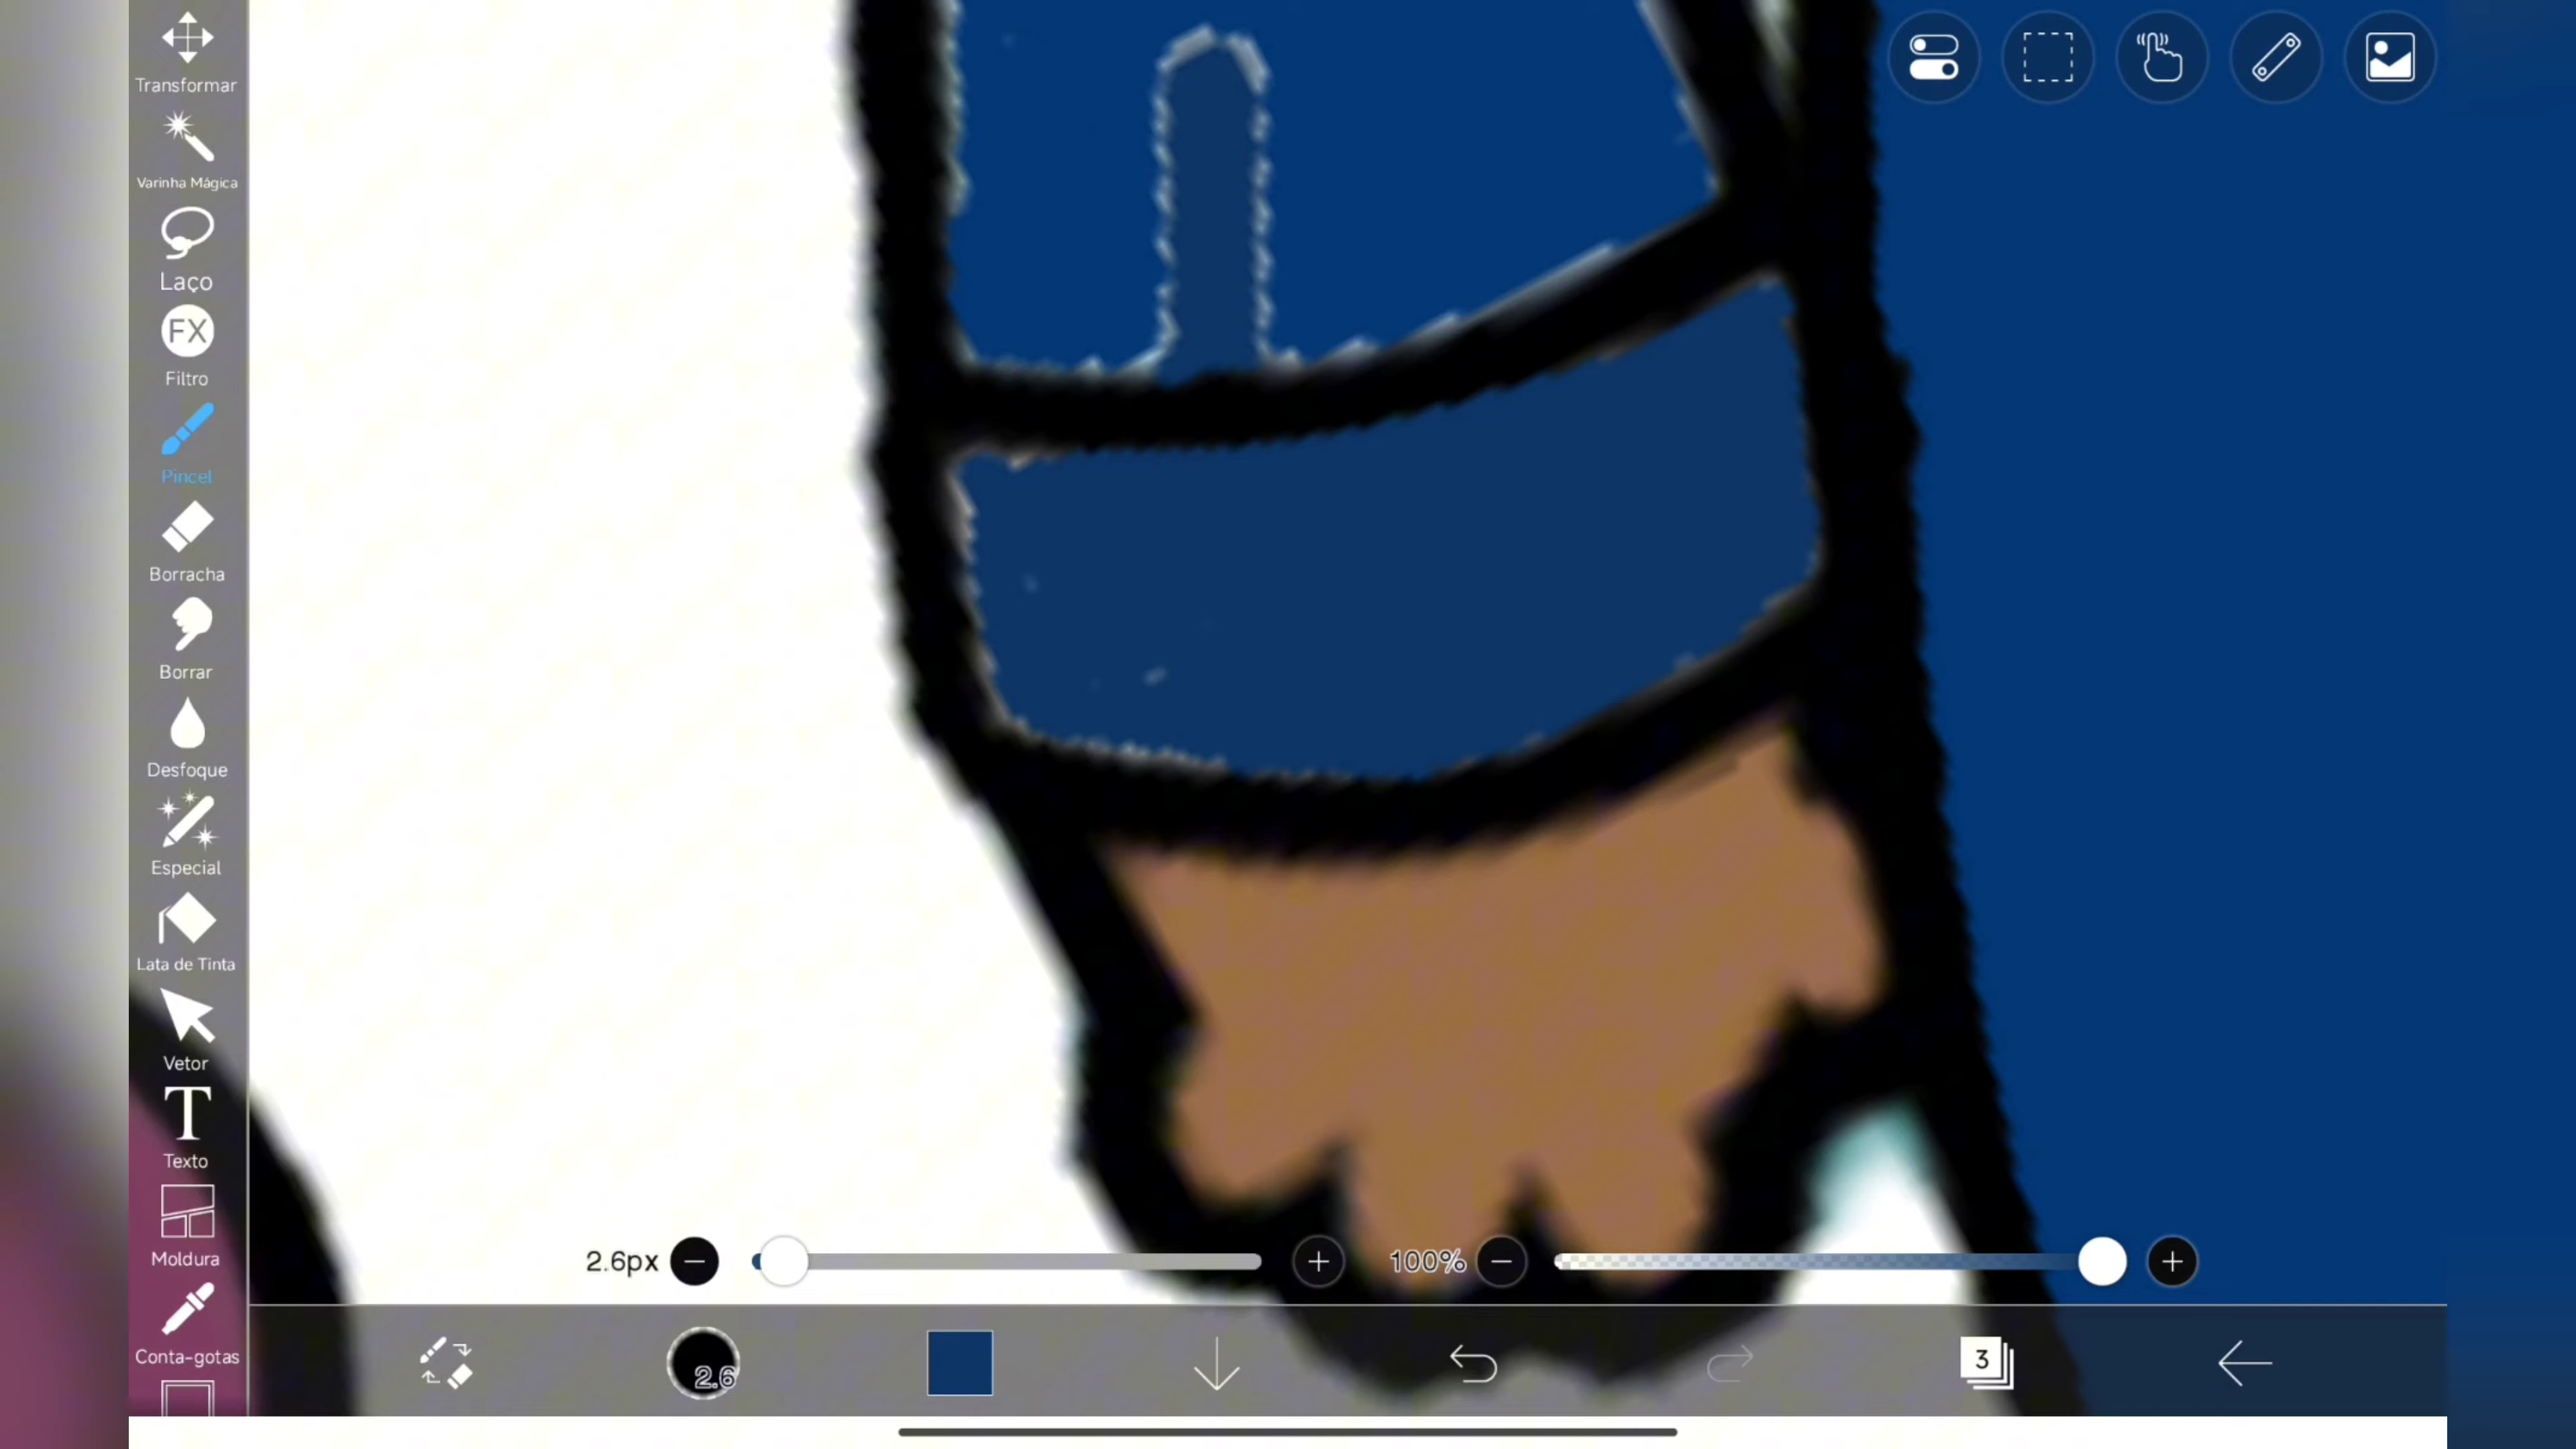 Transformar
Varinha Mágica
Laço
FX
Filtro
Pincel
Borracha
Borrar
Desfoque
Especial
Lata de Tinta
Vetor
T
Texto
Moldura
Conta-gotas
2.6px
100%
2.6
3